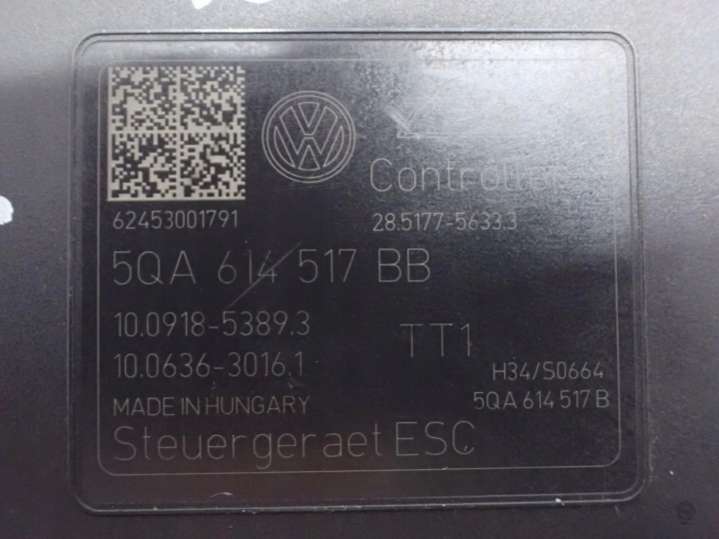 62453001791
28.5177-5633.3
5QA 614 517 BB
10.0918-5389.3
TT1
10.0636-3016.1
H34/S0664
MADE IN HUNGARY
5QA 614 517 B
Steuergeraet ESC